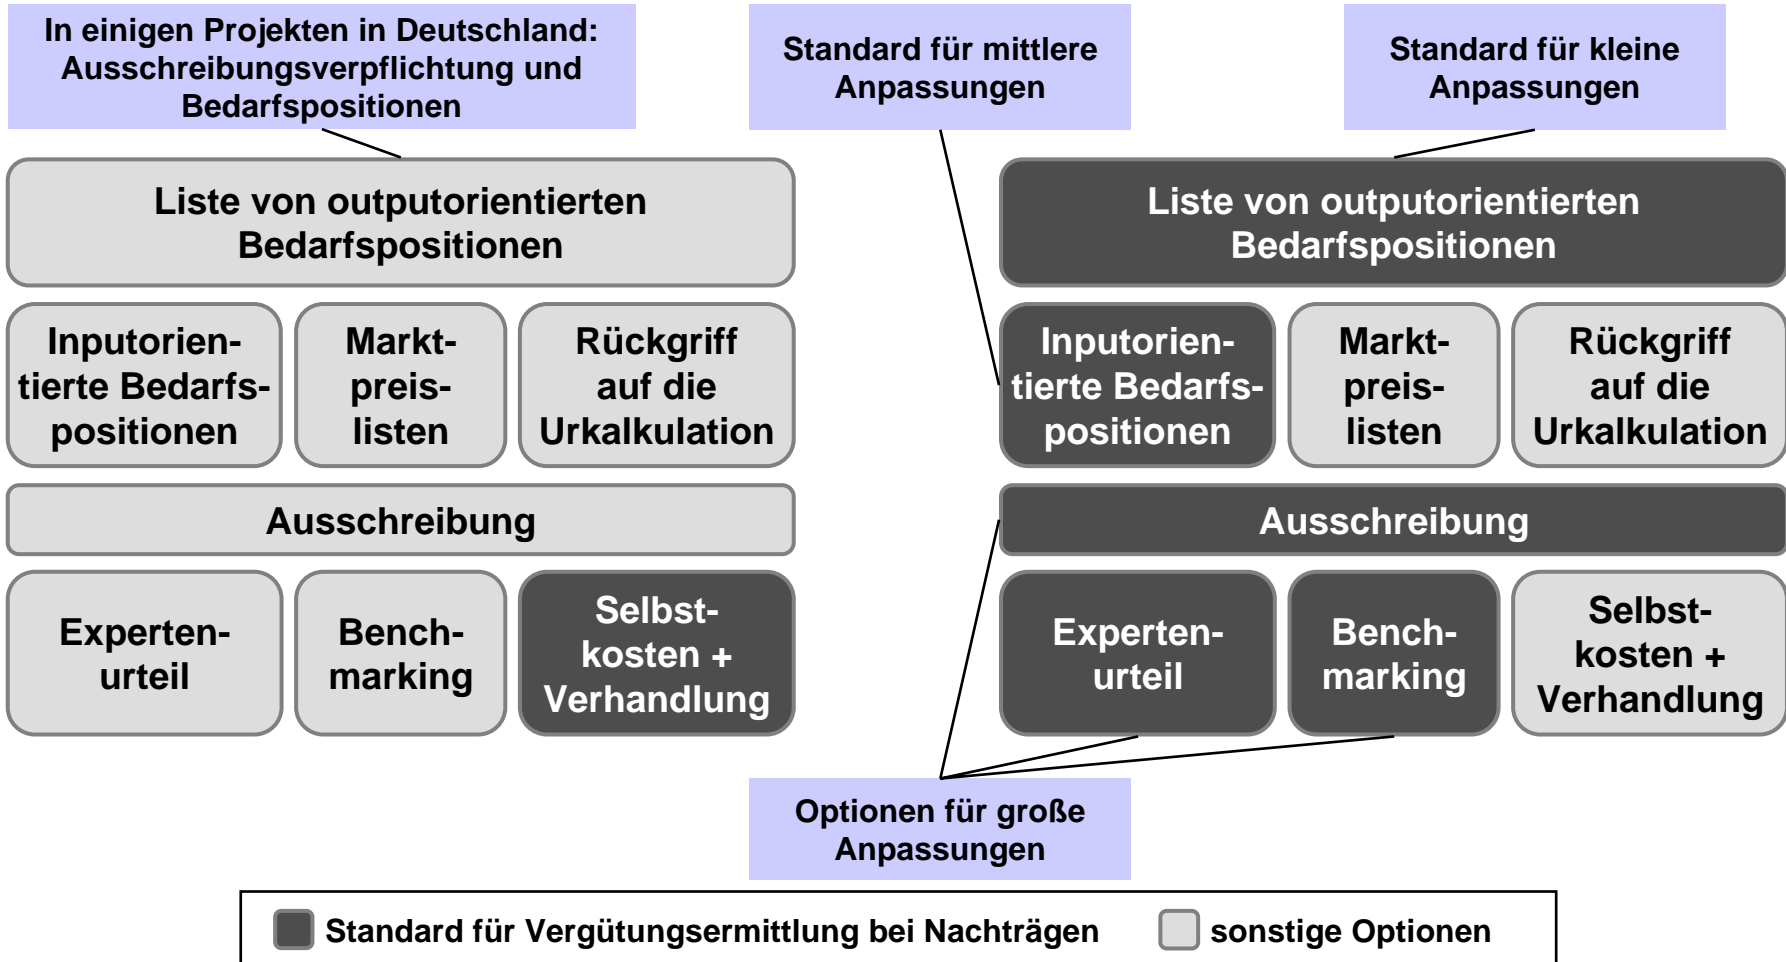 In einigen Projekten in Deutschland:
Ausschreibungsverpflichtung und
Bedarfspositionen
Standard für mittlere
Anpassungen
Standard für kleine
Anpassungen
Liste von outputorientierten
Bedarfspositionen
Inputorien-
tierte Bedarfs-
positionen
Markt-
preis-
listen
Rückgriff
auf die
Urkalkulation
Ausschreibung
Experten-
urteil
Bench-
marking
Selbst-
kosten +
Verhandlung
Liste von outputorientierten
Bedarfspositionen
Inputorien-
tierte Bedarfs-
positionen
Markt-
preis-
listen
Rückgriff
auf die
Urkalkulation
Ausschreibung
Experten-
urteil
Bench-
marking
Selbst-
kosten +
Verhandlung
Optionen für große
Anpassungen
Standard für Vergütungsermittlung bei Nachträgen
sonstige Optionen